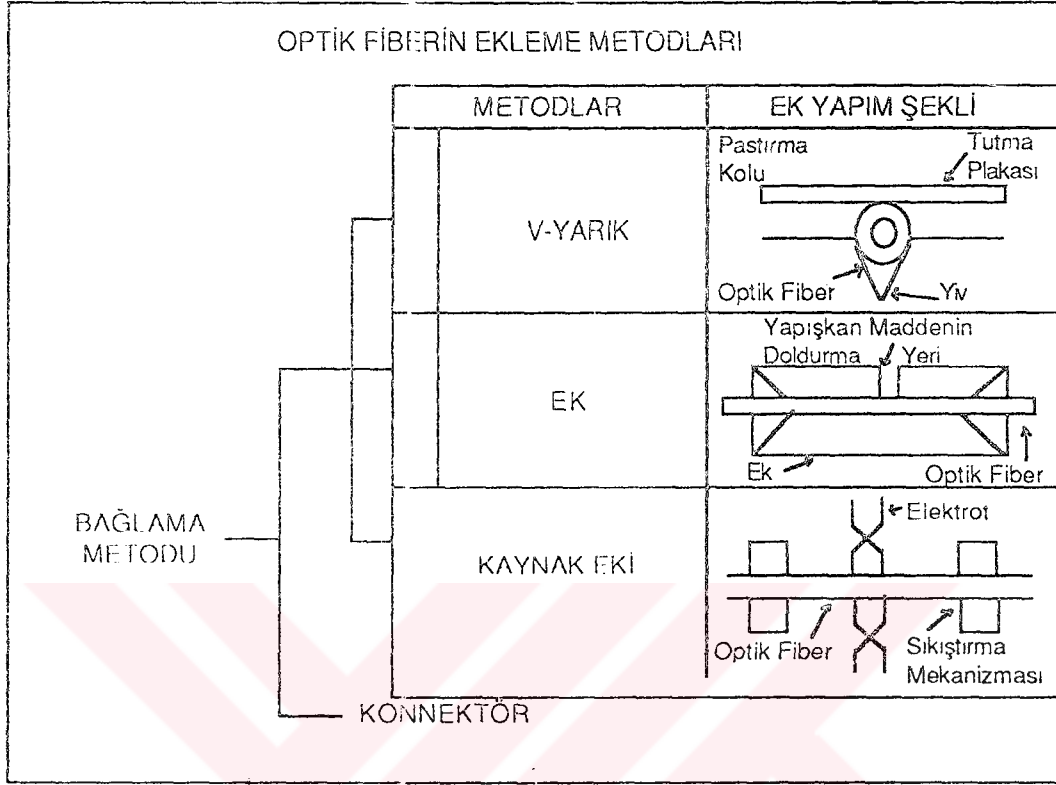 OPTİK FİBERİN EKLEME METODLARI
METODLAR
EK YAPIM ŞEKLİ
Pastırma
Kolu
Tutma
Plakası
V-YARIK
Optik Fiber
Yiv
Yapışkan Maddenin
Doldurma Yeri
EK
Ek
Optik Fiber
BAĞLAMA
METODU
Elektrot
KAYNAK EKİ
Optik Fiber
Sıkıştırma
Mekanizması
KONNEKTÖR